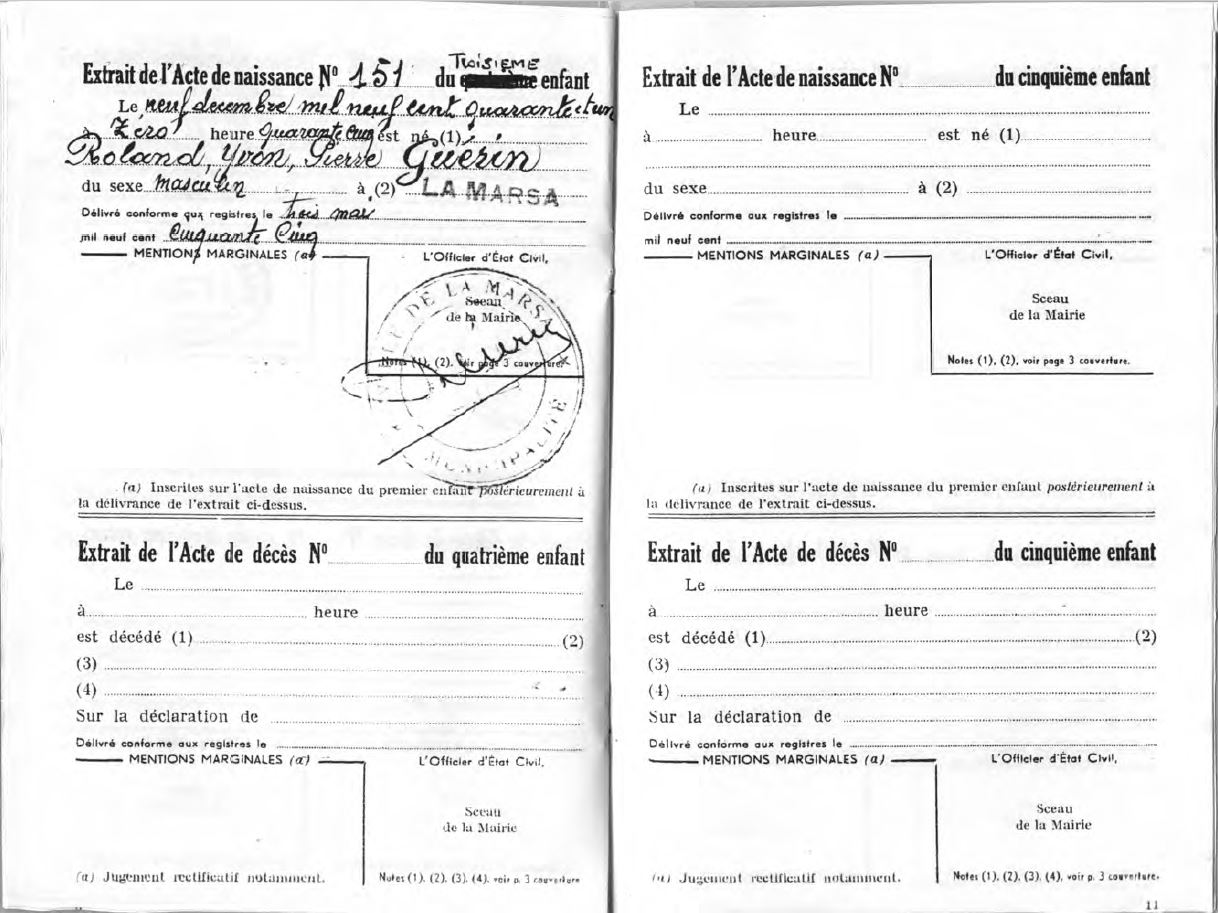 Extrait de l'Acte de naissance Nº 151 du TROISIEME enfant
Le neuf decembre mil neuf cent quarante et un
à Zéro heure quarante cinq est né (1)
Roland, Yvon, Pierre Guérin
du sexe masculin à (2) LA MARSA
Délivré conforme aux registres le trois mai
mil neuf cent Cinquante Cinq
MENTIONS MARGINALES (a)
L'Officier d'État Civil,
Sceau
de la Mairie
Notes (1), (2), voir page 3 couverture.
DE LA MARSA
MUNICIPALITE
(a) Inscrites sur l'acte de naissance du premier enfant postérieurement à
la délivrance de l'extrait ci-dessus.
Extrait de l'Acte de décès Nº du quatrième enfant
Le
à heure
est décédé (1) (2)
(3)
(4)
Sur la déclaration de
Délivré conforme aux registres le
MENTIONS MARGINALES (a)
L'Officier d'État Civil,
Sceau
de la Mairie
(a) Jugement rectificatif notamment.
Notes (1), (2), (3), (4), voir p. 3 couverture
Extrait de l'Acte de naissance Nº du cinquième enfant
Le
à heure est né (1)
du sexe à (2)
Délivré conforme aux registres le
mil neuf cent
MENTIONS MARGINALES (a)
L'Officier d'État Civil,
Sceau
de la Mairie
Notes (1), (2), voir page 3 couverture.
(a) Inscrites sur l'acte de naissance du premier enfant postérieurement à
la délivrance de l'extrait ci-dessus.
Extrait de l'Acte de décès Nº du cinquième enfant
Le
à heure
est décédé (1) (2)
(3)
(4)
Sur la déclaration de
Délivré conforme aux registres le
MENTIONS MARGINALES (a)
L'Officier d'État Civil,
Sceau
de la Mairie
(a) Jugement rectificatif notamment.
Notes (1), (2), (3), (4), voir p. 3 couverture.
11